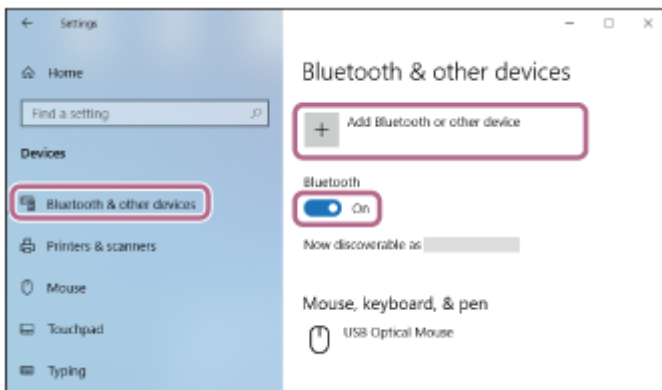 Settings
Home
Find a setting
Devices
Bluetooth & other devices
Printers & scanners
Mouse
Touchpad
Typing
Bluetooth & other devices
Add Bluetooth or other device
Bluetooth
On
Now discoverable as
Mouse, keyboard, & pen
USB Optical Mouse